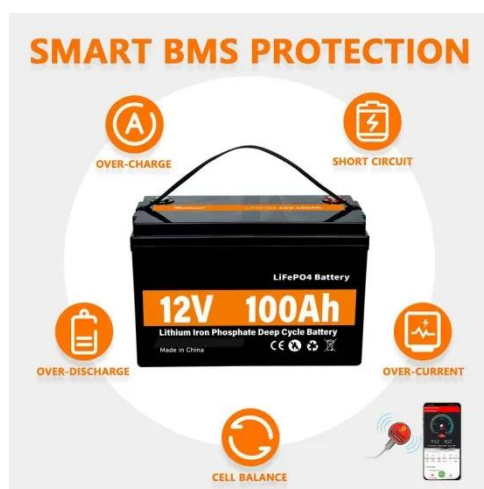 SMART BMS PROTECTION
OVER-CHARGE
SHORT CIRCUIT
LiFePO4 Battery
12V 100Ah
Lithium Iron Phosphate Deep Cycle Battery
Made in China
OVER-DISCHARGE
OVER-CURRENT
CELL BALANCE